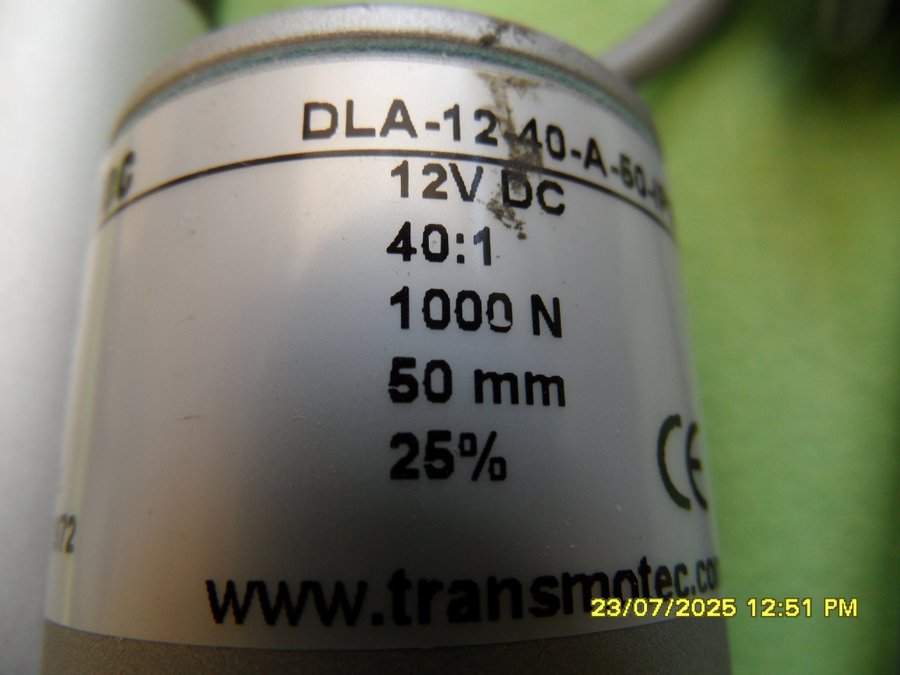 DLA-12-40-A-50-
12V DC
40:1
1000 N
50 mm
25%
CE
72
www.transmotec.co
23/07/2025 12:51 PM